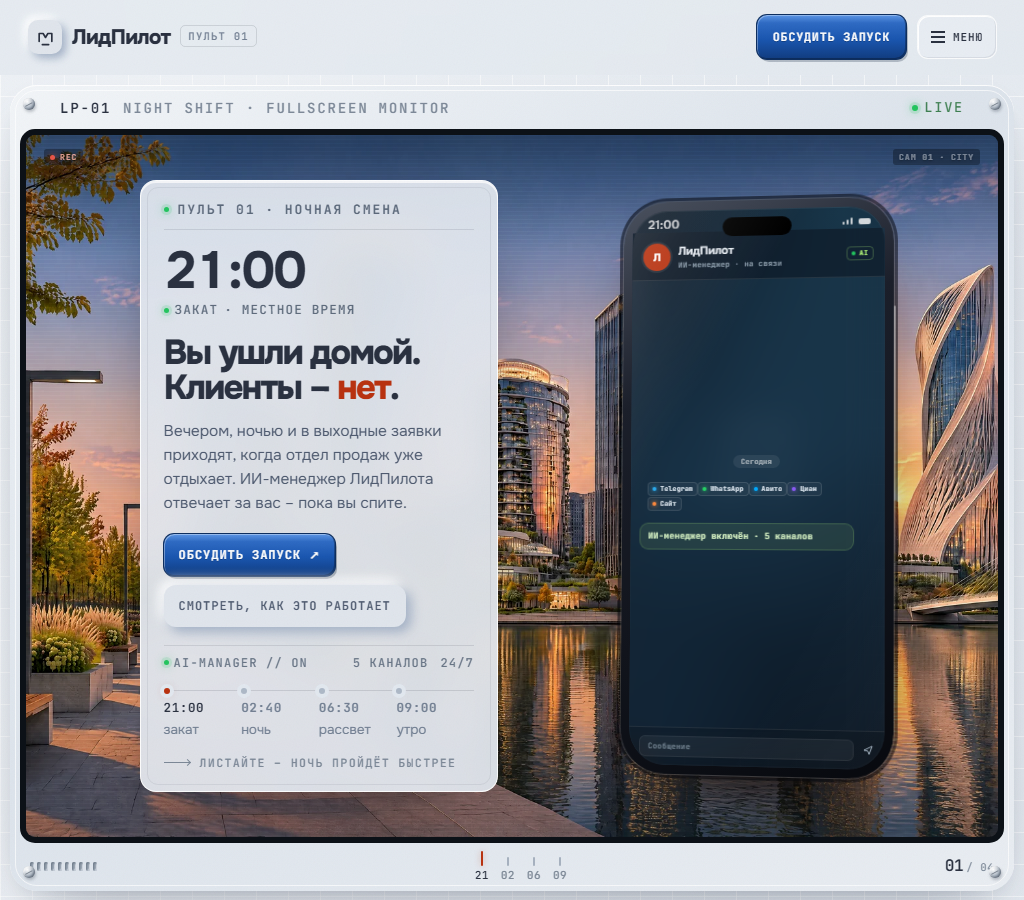 ЛидПилот
ПУЛЬТ 01
ОБСУДИТЬ ЗАПУСК
МЕНЮ
LP-01 NIGHT SHIFT · FULLSCREEN MONITOR
LIVE
REC
CAM 01 · CITY
ПУЛЬТ 01 · НОЧНАЯ СМЕНА
21:00
ЗАКАТ · МЕСТНОЕ ВРЕМЯ
Вы ушли домой.
Клиенты – нет.
Вечером, ночью и в выходные заявки
приходят, когда отдел продаж уже
отдыхает. ИИ-менеджер ЛидПилота
отвечает за вас – пока вы спите.
ОБСУДИТЬ ЗАПУСК ↗
СМОТРЕТЬ, КАК ЭТО РАБОТАЕТ
AI-MANAGER // ON 5 КАНАЛОВ 24/7
21:00 02:40 06:30 09:00
закат ночь рассвет утро
ЛИСТАЙТЕ – НОЧЬ ПРОЙДЁТ БЫСТРЕЕ
21:00
Л
ЛидПилот
ИИ-менеджер · на связи
AI
Сегодня
Telegram WhatsApp Авито Циан
Сайт
ИИ-менеджер включён · 5 каналов
Сообщение
21 02 06 09
01 /